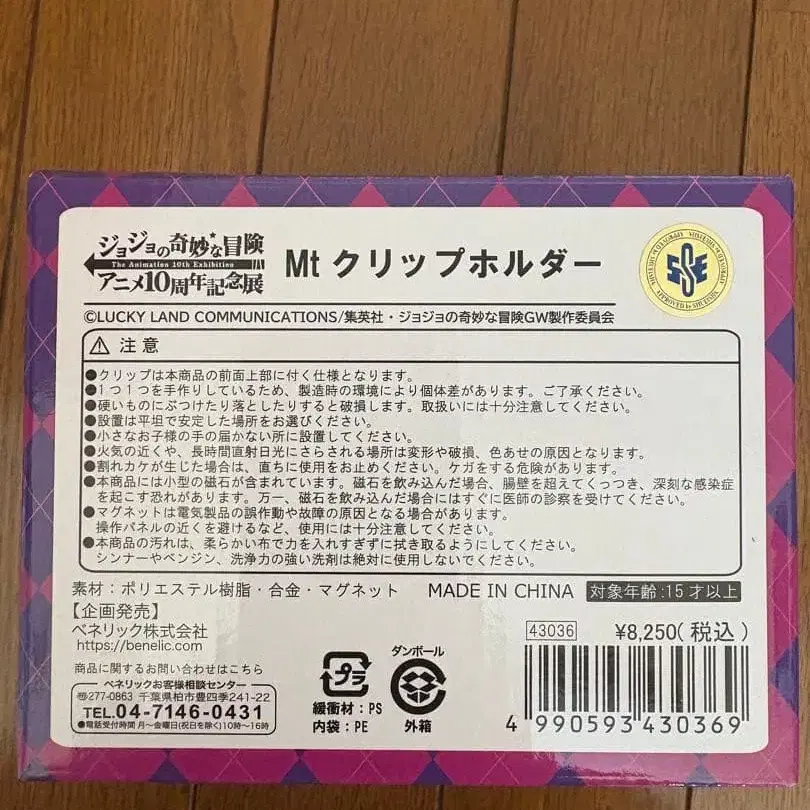 ジョジョの奇妙な冒険
The Animation 10th Exhibition
アニメ10周年記念展
Mt クリップホルダー
©LUCKY LAND COMMUNICATIONS/集英社・ジョジョの奇妙な冒険GW製作委員会
注意
●クリップは本商品の前面上部に付く仕様となります。
●1つ1つを手作りしているため、製造時の環境により個体差があります。ご了承ください。
●硬いものにぶつけたり落としたりすると破損します。取扱いには十分注意してください。
●設置は平坦で安定した場所をお選びください。
●小さなお子様の手の届かない所に設置してください。
●火気の近くや、長時間直射日光にさらされる場所は変形や破損、色あせの原因となります。
●割れカケが生じた場合は、直ちに使用をお止めください。ケガをする危険があります。
●本商品には小型の磁石が含まれています。磁石を飲み込んだ場合、腸壁を超えてくっつき、深刻な感染症
を起こす恐れがあります。万一、磁石を飲み込んだ場合にはすぐに医師の診察を受けてください。
●マグネットは電気製品の誤作動や故障の原因となる場合があります。
操作パネルの近くを避けるなど、使用には十分注意してください。
●本商品の汚れは、柔らかい布で力を入れすぎずに拭き取るようにしてください。
シンナーやベンジン、洗浄力の強い洗剤は絶対に使用しないでください。
素材：ポリエステル樹脂・合金・マグネット MADE IN CHINA 対象年齢:15才以上
【企画発売】
ベネリック株式会社
https://benelic.com/
商品に関するお問い合わせはこちら
ベネリックお客様相談センター
〒277-0863 千葉県柏市豊四季241-22
TEL.04-7146-0431
●電話受付時間 月～金曜日(祝日を除く)10時～16時
プラ
緩衝材：PS
内袋：PE
ダンボール
外箱
43036 ¥8,250(税込)
4 990593 430369